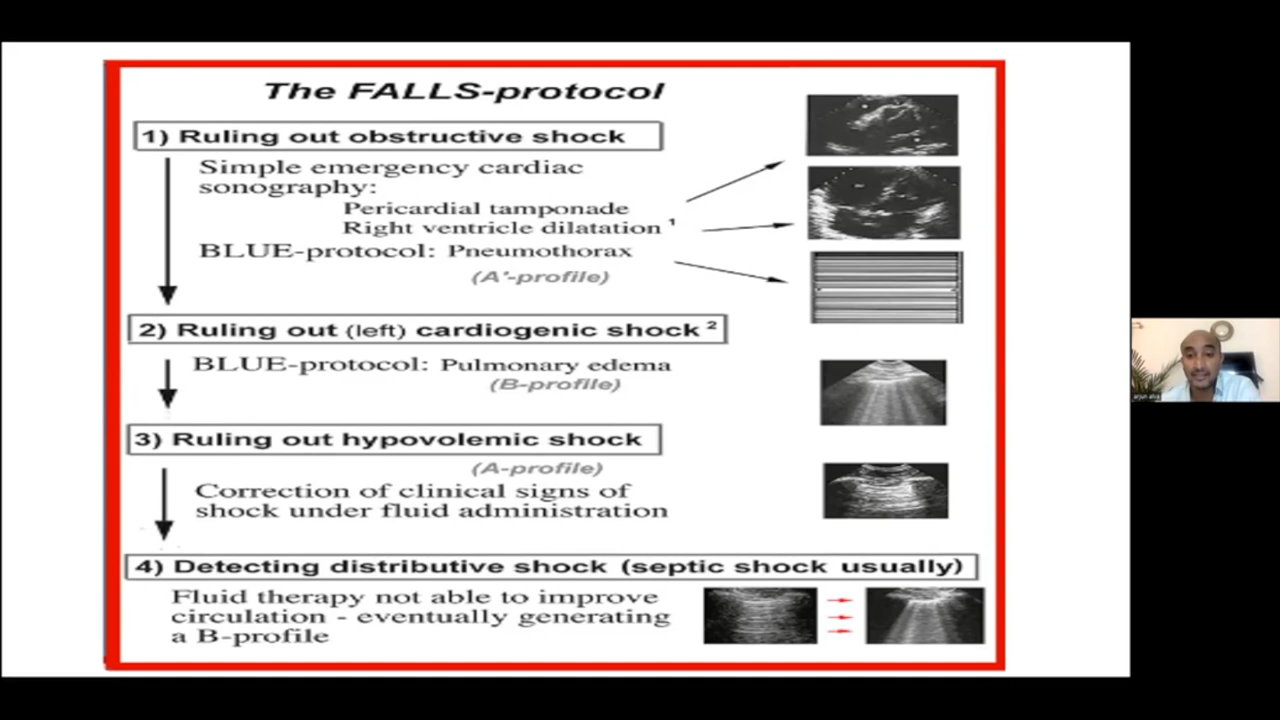 The FALLS-protocol
1) Ruling out obstructive shock
Simple emergency cardiac
sonography:
Pericardial tamponade
Right ventricle dilatation 1
BLUE-protocol: Pneumothorax
(A'-profile)
2) Ruling out (left) cardiogenic shock 2
BLUE-protocol: Pulmonary edema
(B-profile)
3) Ruling out hypovolemic shock
(A-profile)
Correction of clinical signs of
shock under fluid administration
4) Detecting distributive shock (septic shock usually)
Fluid therapy not able to improve
circulation - eventually generating
a B-profile